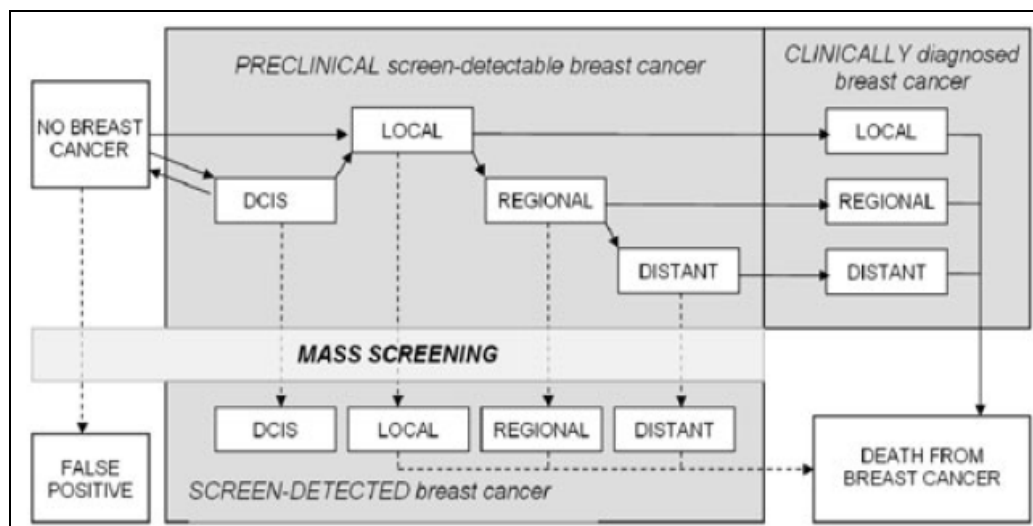 PRECLINICAL screen-detectable breast cancer
CLINICALLY diagnosed
breast cancer
NO BREAST
CANCER
LOCAL
LOCAL
DCIS
REGIONAL
REGIONAL
DISTANT
DISTANT
MASS SCREENING
DCIS
LOCAL
REGIONAL
DISTANT
FALSE
POSITIVE
DEATH FROM
BREAST CANCER
SCREEN-DETECTED breast cancer